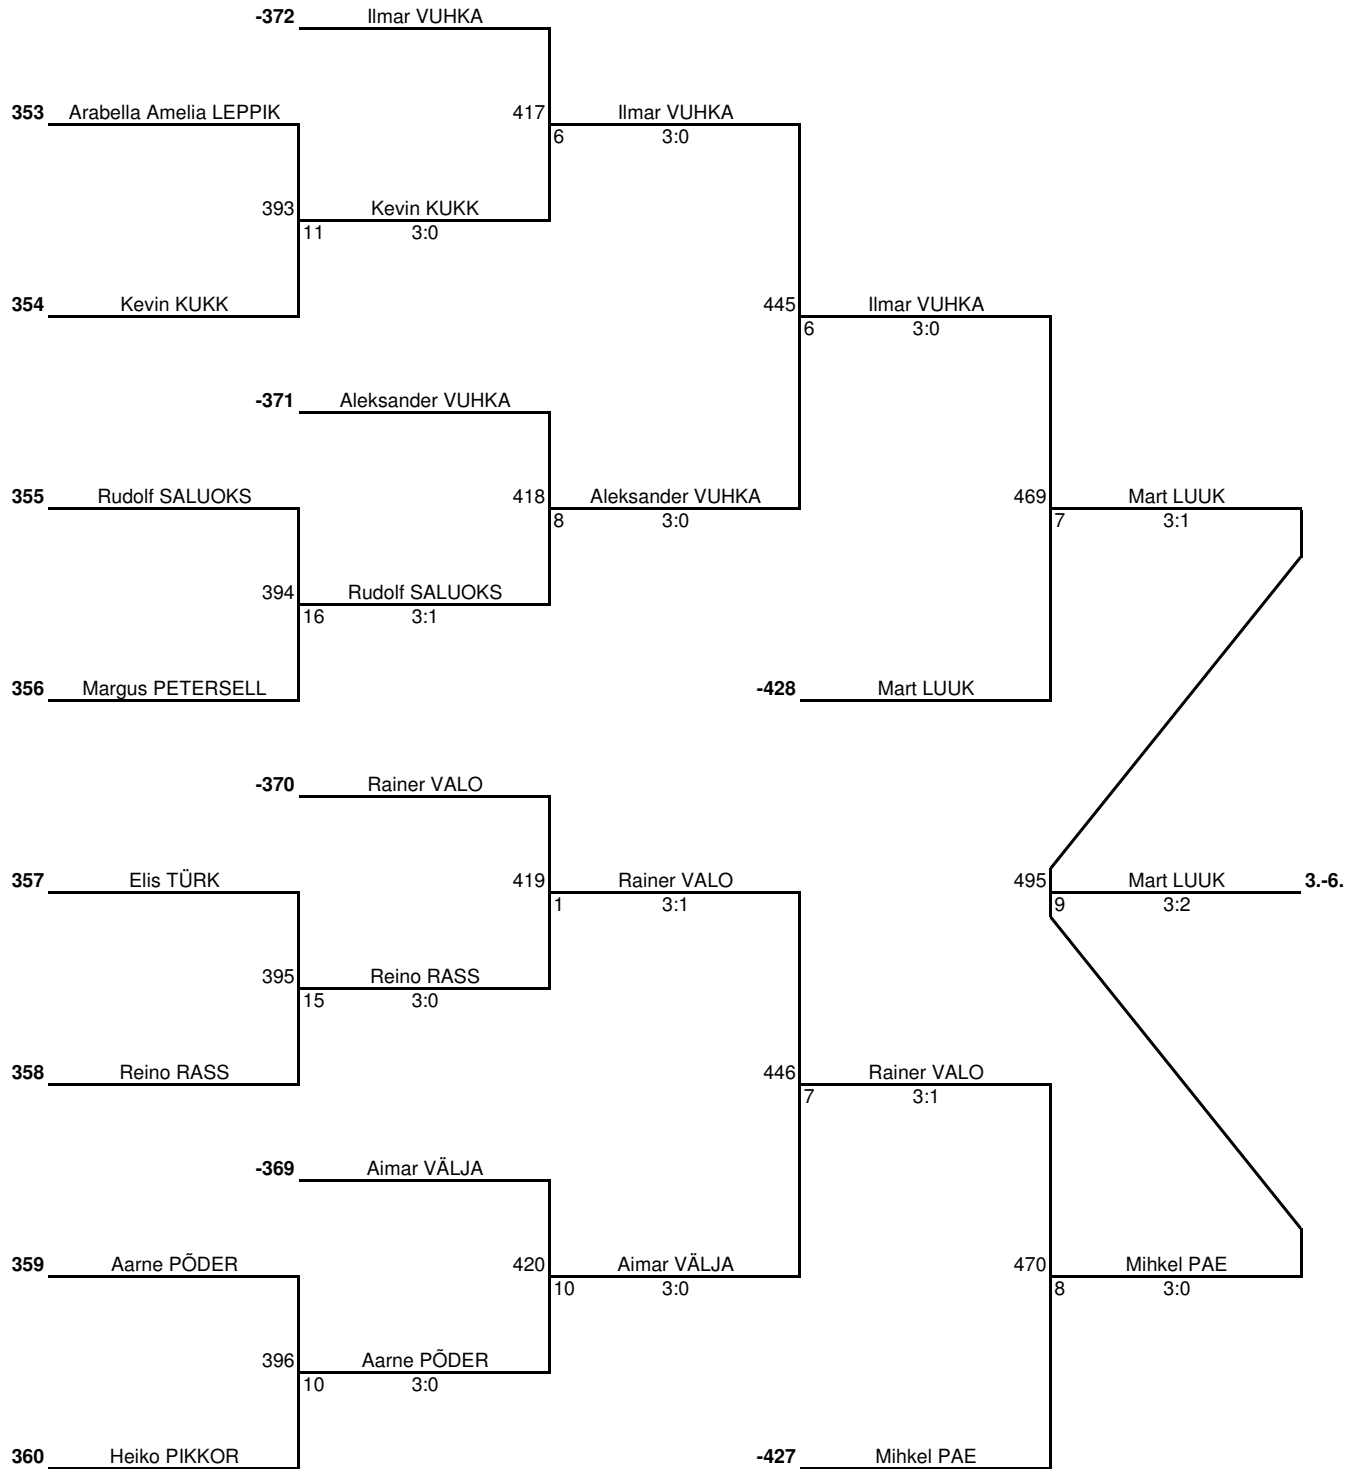 -372 Ilmar VUHKA
353 Arabella Amelia LEPPIK 417 Ilmar VUHKA
6 3:0
393 Kevin KUKK
11 3:0
354 Kevin KUKK 445 Ilmar VUHKA
6 3:0
-371 Aleksander VUHKA
355 Rudolf SALUOKS 418 Aleksander VUHKA 469 Mart LUUK
8 3:0 7 3:1
394 Rudolf SALUOKS
16 3:1
356 Margus PETERSELL -428 Mart LUUK
-370 Rainer VALO
357 Elis TÜRK 419 Rainer VALO 495 Mart LUUK 3.-6.
1 3:1 9 3:2
395 Reino RASS
15 3:0
358 Reino RASS 446 Rainer VALO
7 3:1
-369 Aimar VÄLJA
359 Aarne PÕDER 420 Aimar VÄLJA 470 Mihkel PAE
10 3:0 8 3:0
396 Aarne PÕDER
10 3:0
360 Heiko PIKKOR -427 Mihkel PAE